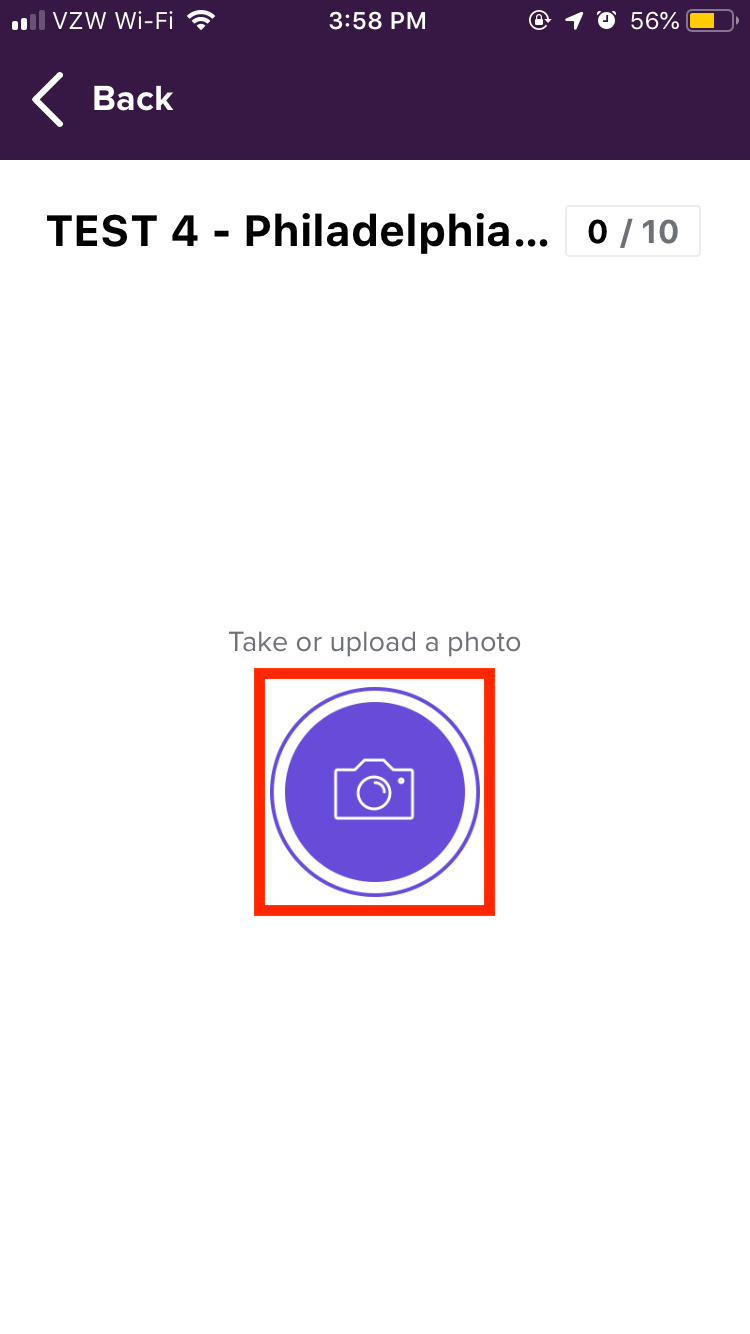 VZW Wi-Fi 3:58 PM 56%
Back
TEST 4 - Philadelphia... 0 / 10
Take or upload a photo